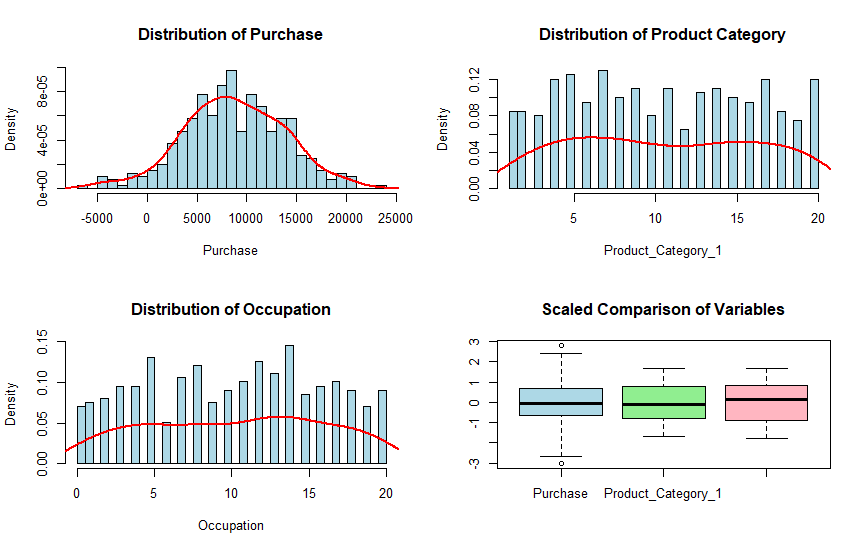 Distribution of Purchase
Density
0e+00 4e-05 8e-05
-5000 0 5000 10000 15000 20000 25000
Purchase
Distribution of Product Category
Density
0.00 0.04 0.08 0.12
5 10 15 20
Product_Category_1
Distribution of Occupation
Density
0.00 0.05 0.10 0.15
0 5 10 15 20
Occupation
Scaled Comparison of Variables
-3 -1 0 1 2 3
Purchase Product_Category_1